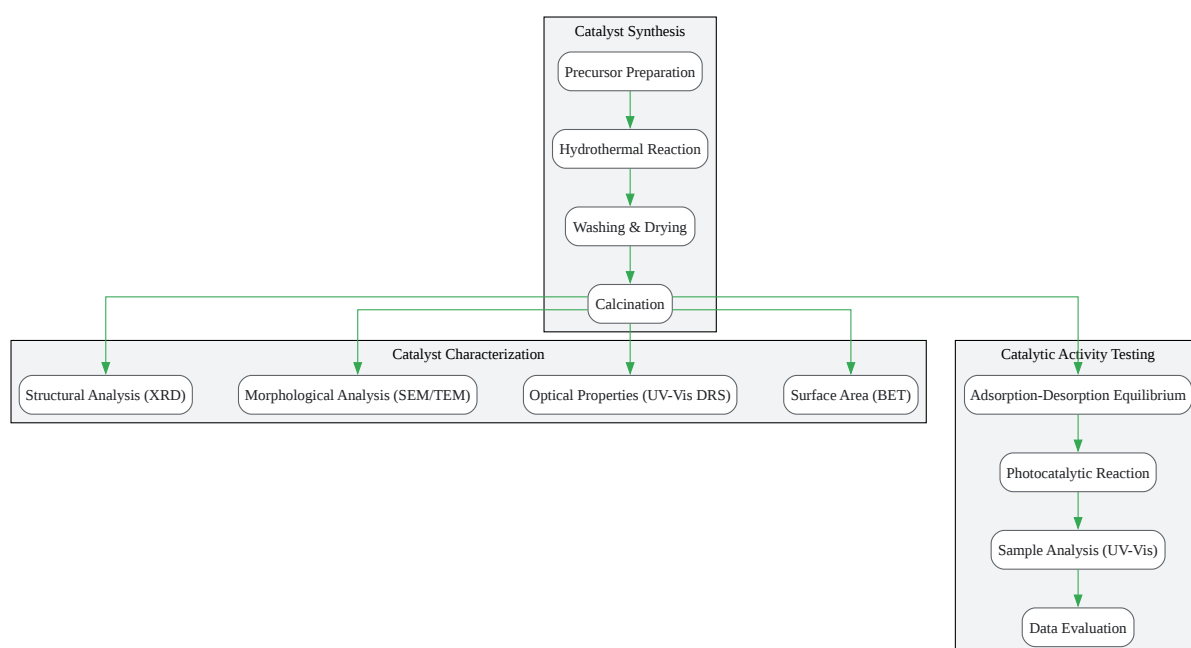 Catalyst Synthesis
Precursor Preparation
Hydrothermal Reaction
Washing & Drying
Calcination
Catalyst Characterization
Structural Analysis (XRD)
Morphological Analysis (SEM/TEM)
Optical Properties (UV-Vis DRS)
Surface Area (BET)
Catalytic Activity Testing
Adsorption-Desorption Equilibrium
Photocatalytic Reaction
Sample Analysis (UV-Vis)
Data Evaluation